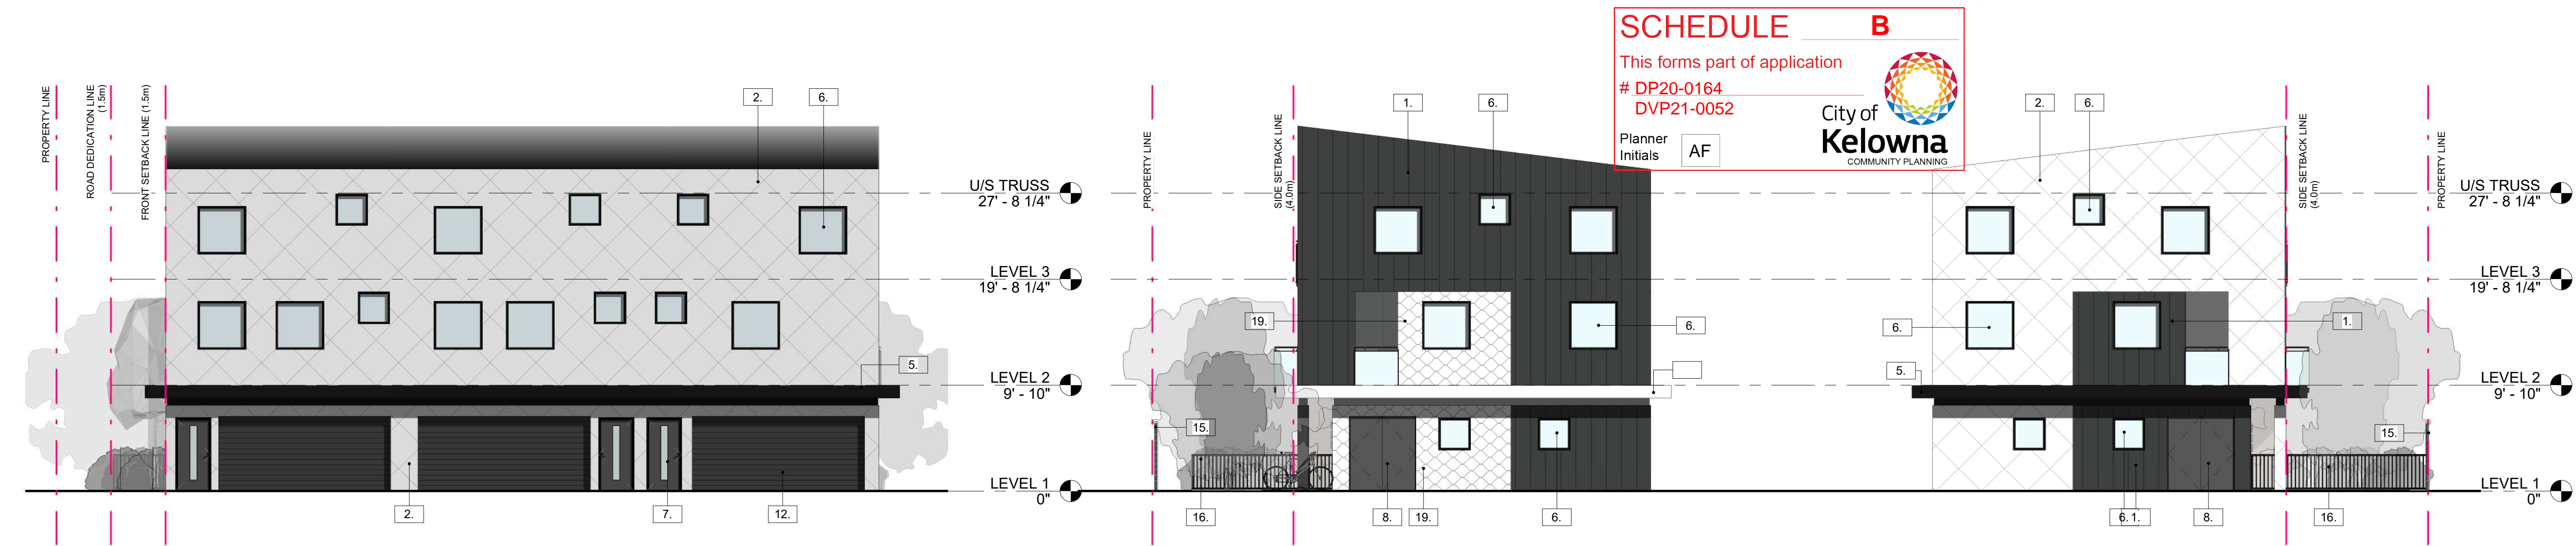 SCHEDULE B
This forms part of application
# DP20-0164
DVP21-0052
Planner
Initials AF
City of
Kelowna
COMMUNITY PLANNING
PROPERTY LINE
ROAD DEDICATION LINE
(1.5m)
FRONT SETBACK LINE (1.5m)
2.
6.
5.
2.
7.
12.
U/S TRUSS
27' - 8 1/4"
LEVEL 3
19' - 8 1/4"
LEVEL 2
9' - 10"
LEVEL 1
0"
PROPERTY LINE
SIDE SETBACK LINE
(4.0m)
1.
6.
19.
6.
15.
16.
8.
19.
6.
2.
6.
6.
1.
5.
15.
6.
1.
8.
16.
SIDE SETBACK LINE
(4.0m)
PROPERTY LINE
U/S TRUSS
27' - 8 1/4"
LEVEL 3
19' - 8 1/4"
LEVEL 2
9' - 10"
LEVEL 1
0"